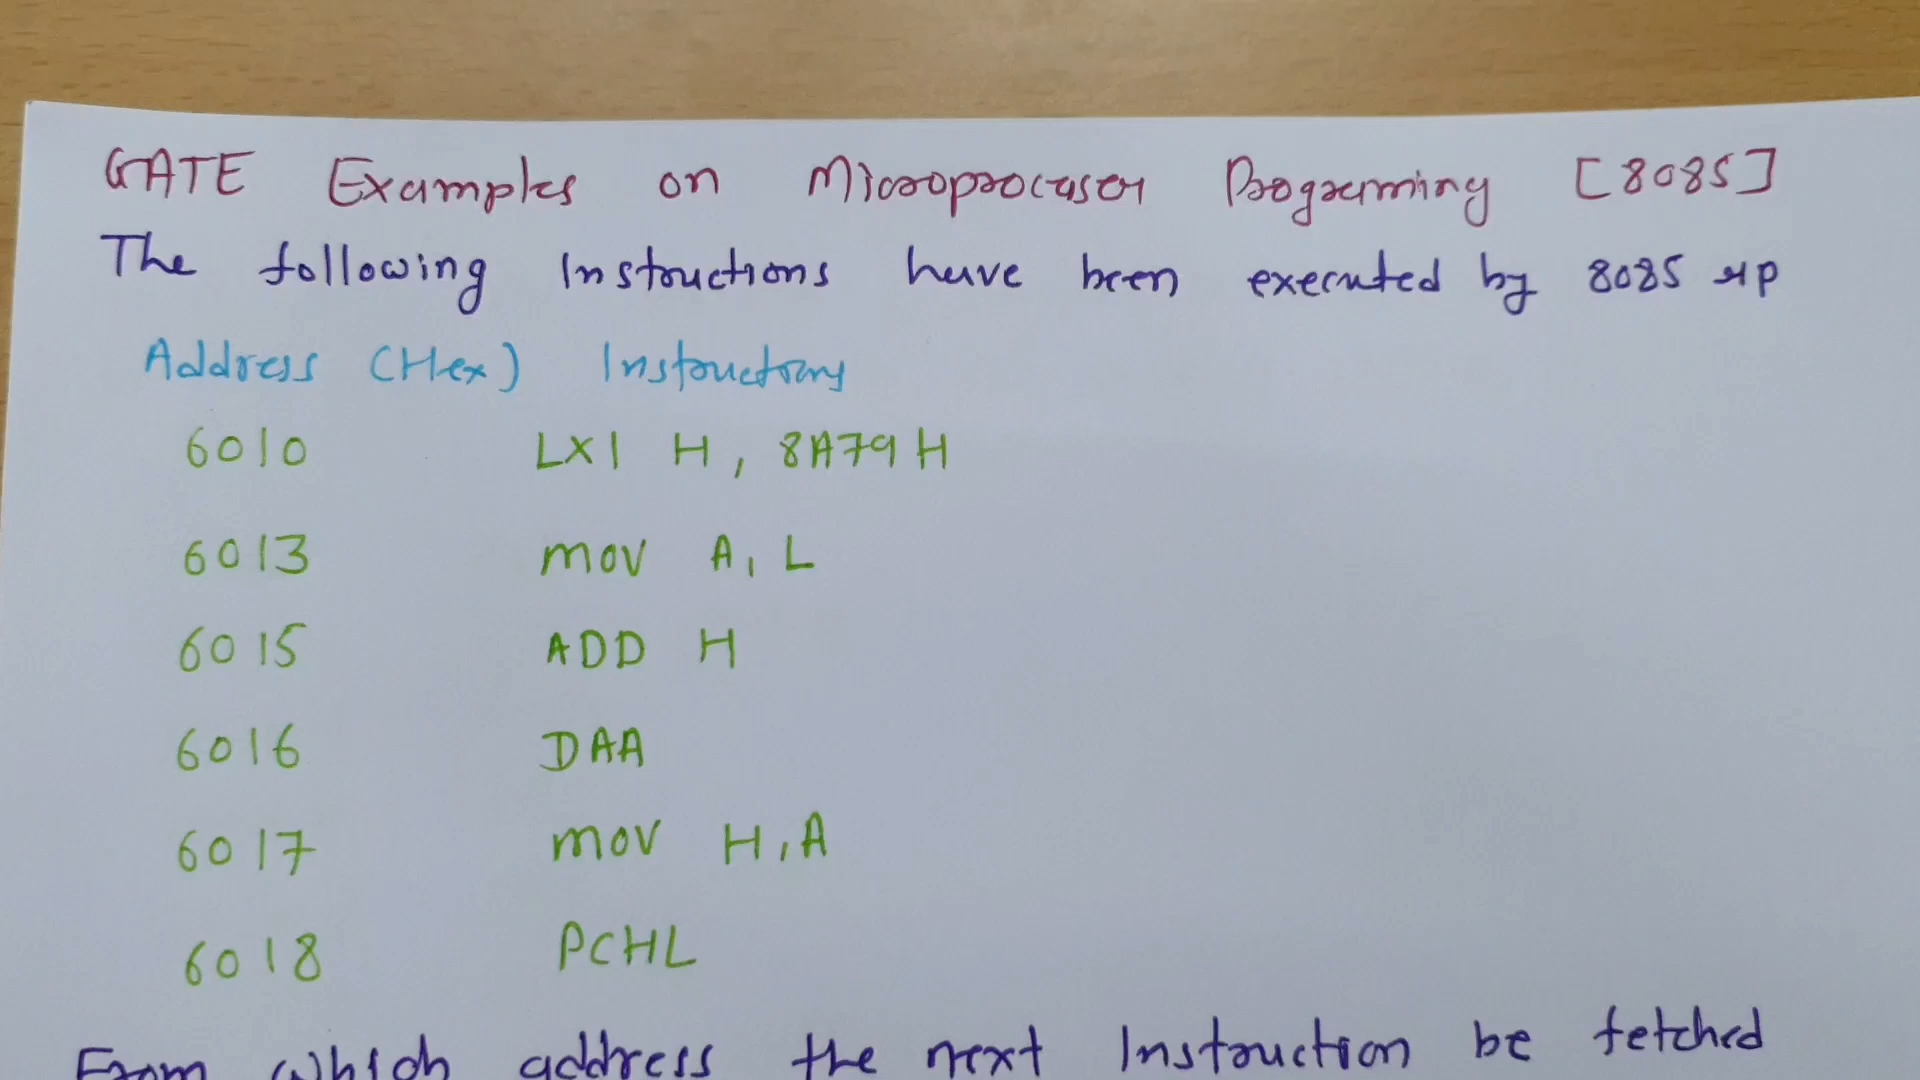 GATE Examples on Microprocessor Programing [8085]
The following Instructions have been executed by 8085 μP
Address (Hex) Instructions
6010 LXI H, 8A79 H
6013 MOV A, L
6015 ADD H
6016 DAA
6017 MOV H, A
6018 PCHL
From which address the next Instruction be fetched